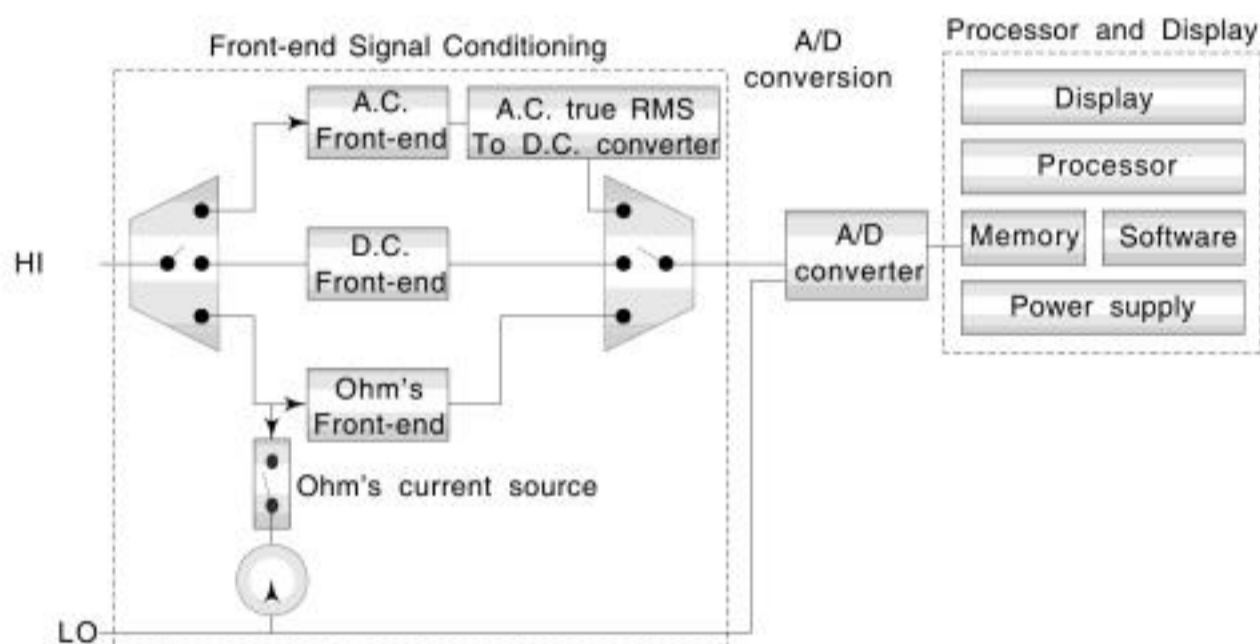 Front-end Signal Conditioning
A/D
conversion
Processor and Display
A.C.
Front-end
A.C. true RMS
To D.C. converter
Display
Processor
HI
D.C.
Front-end
A/D
converter
Memory
Software
Power supply
Ohm's
Front-end
Ohm's current source
LO